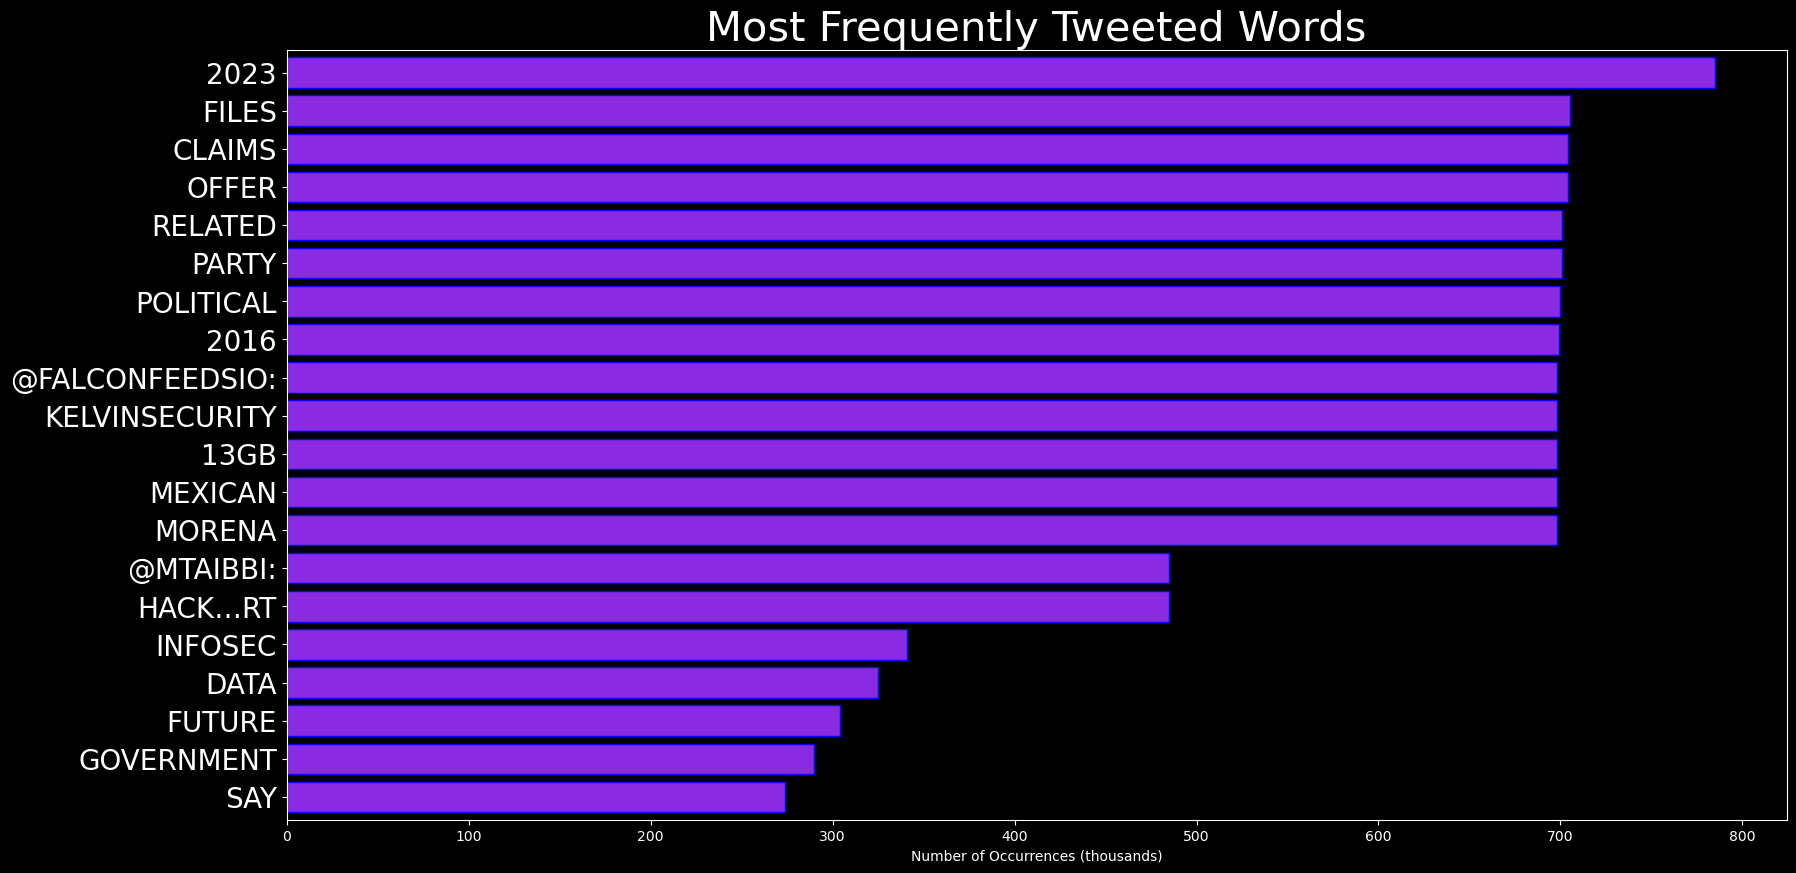 Most Frequently Tweeted Words
2023
FILES
CLAIMS
OFFER
RELATED
PARTY
POLITICAL
2016
@FALCONFEEDSIO:
KELVINSECURITY
13GB
MEXICAN
MORENA
@MTAIBBI:
HACK…RT
INFOSEC
DATA
FUTURE
GOVERNMENT
SAY
0 100 200 300 400 500 600 700 800
Number of Occurrences (thousands)